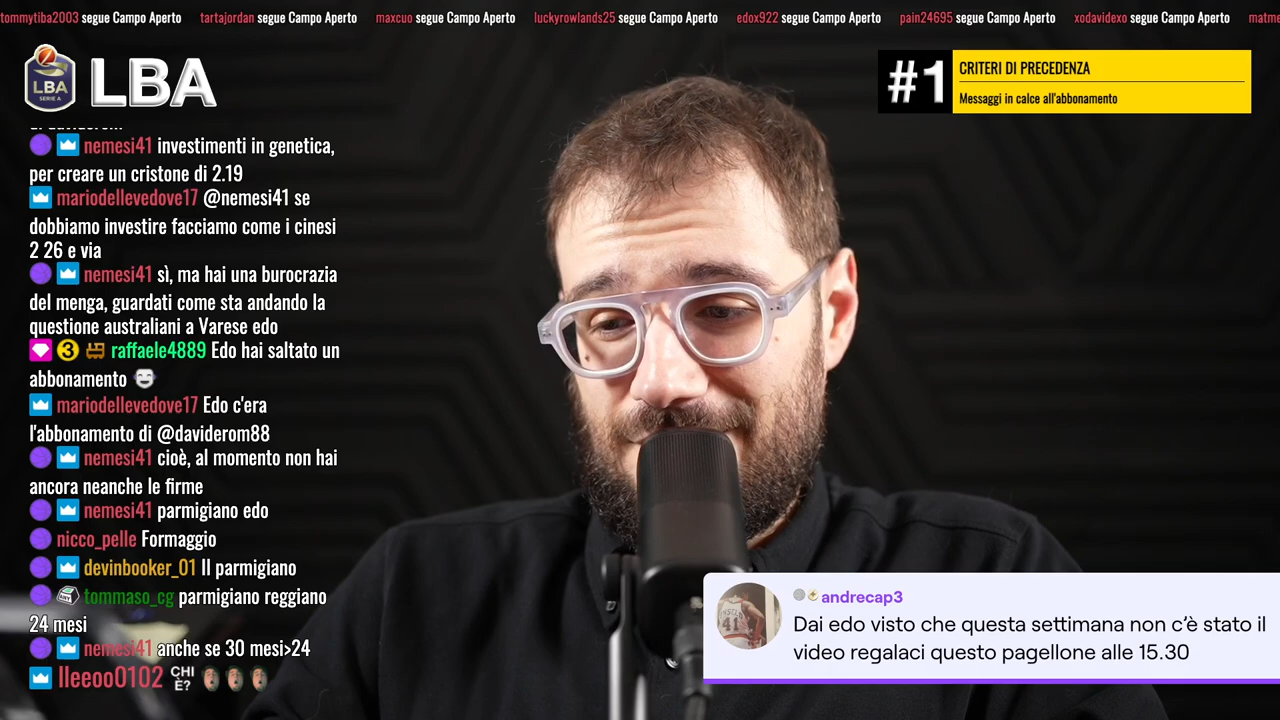 tommytiba2003 segue Campo Aperto tartajordan segue Campo Aperto maxcuo segue Campo Aperto luckyrowlands25 segue Campo Aperto edox922 segue Campo Aperto pain24695 segue Campo Aperto xodavidexo segue Campo Aperto matme
LBA
SERIE A
LBA
#1
CRITERI DI PRECEDENZA
Messaggi in calce all'abbonamento
nemesi41 investimenti in genetica,
per creare un cristone di 2.19
mariodellevedove17 @nemesi41 se
dobbiamo investire facciamo come i cinesi
2 26 e via
nemesi41 sì, ma hai una burocrazia
del menga, guardati come sta andando la
questione australiani a Varese edo
3 raffaele4889 Edo hai saltato un
abbonamento
mariodellevedove17 Edo c'era
l'abbonamento di @daviderom88
nemesi41 cioè, al momento non hai
ancora neanche le firme
nemesi41 parmigiano edo
nicco_pelle Formaggio
devinbooker_01 Il parmigiano
tommaso_cg parmigiano reggiano
24 mesi
nemesi41 anche se 30 mesi>24
lleeoo0102 CHI
È?
andrecap3
Dai edo visto che questa settimana non c'è stato il
video regalaci questo pagellone alle 15.30
41